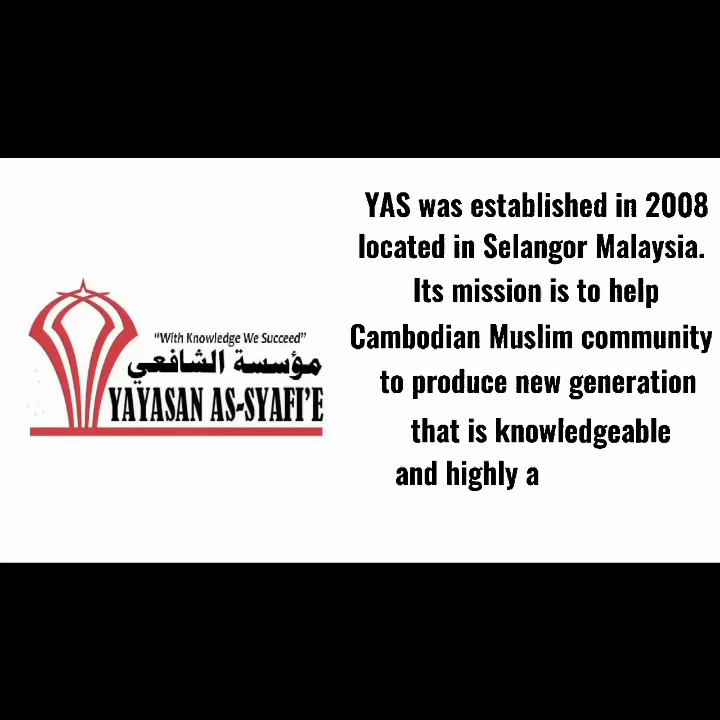 "With Knowledge We Succeed"
مؤسسة الشافعي
YAYASAN AS-SYAFI'E
YAS was established in 2008
located in Selangor Malaysia.
Its mission is to help
Cambodian Muslim community
to produce new generation
that is knowledgeable
and highly a